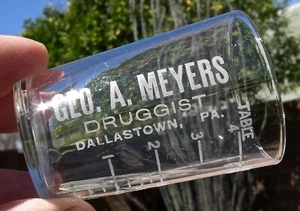 GEO. A. MEYERS
DRUGGIST
DALLASTOWN, PA.
1 2 3 4
TABLE